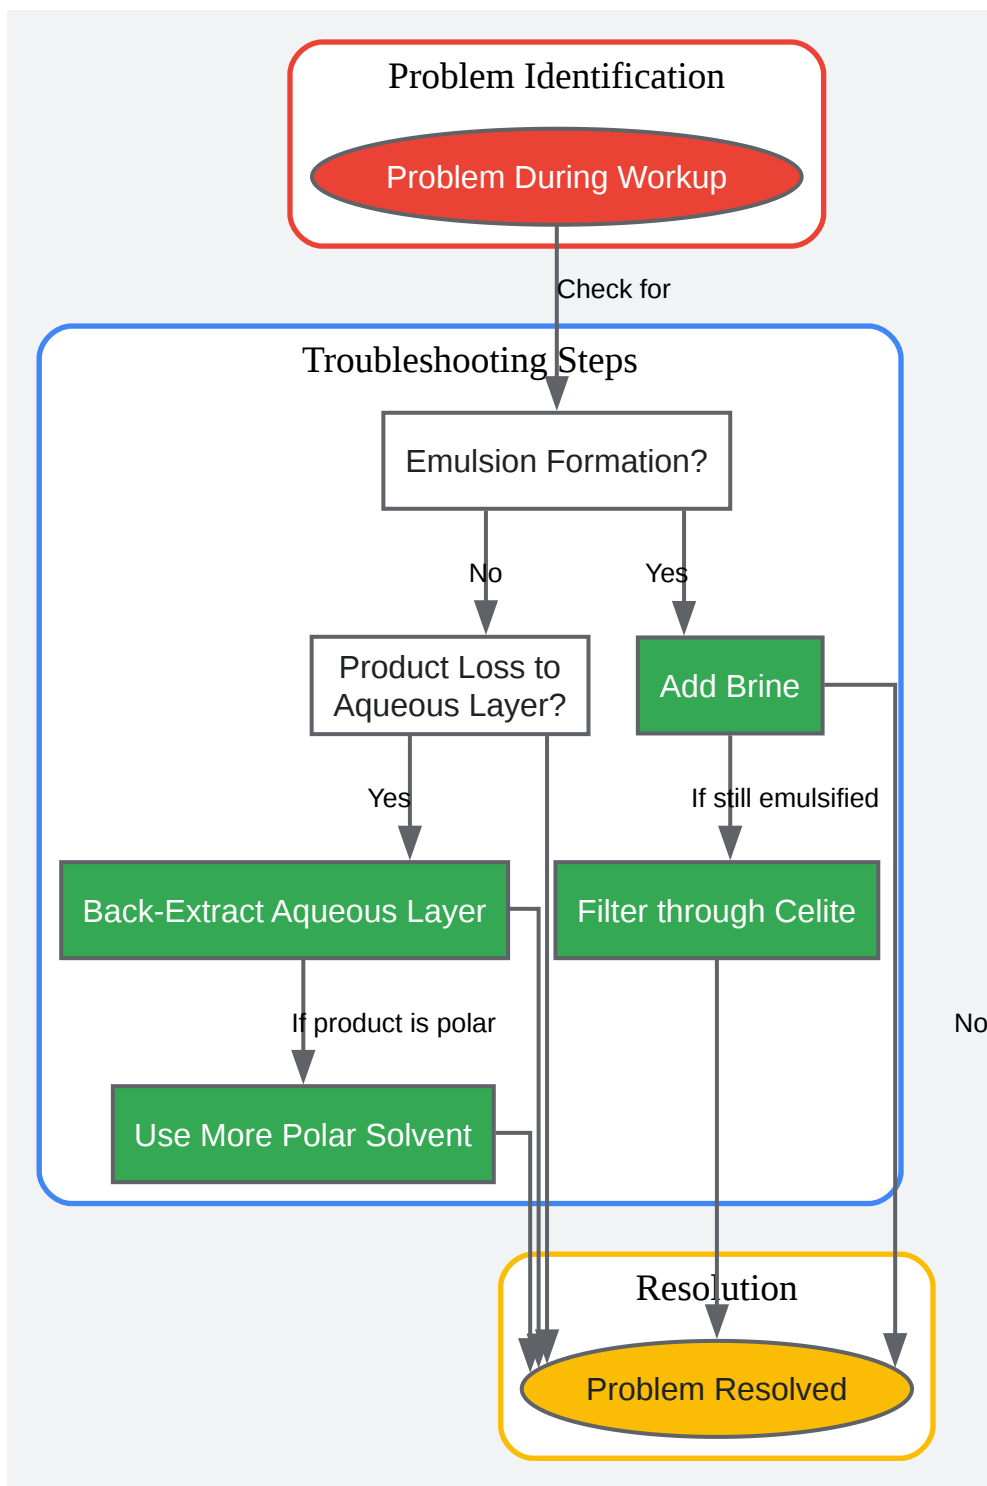 Problem Identification
Problem During Workup
Check for
Troubleshooting Steps
Emulsion Formation?
No
Yes
Product Loss to
Aqueous Layer?
Add Brine
Yes
If still emulsified
Back-Extract Aqueous Layer
Filter through Celite
If product is polar
No
Use More Polar Solvent
Resolution
Problem Resolved